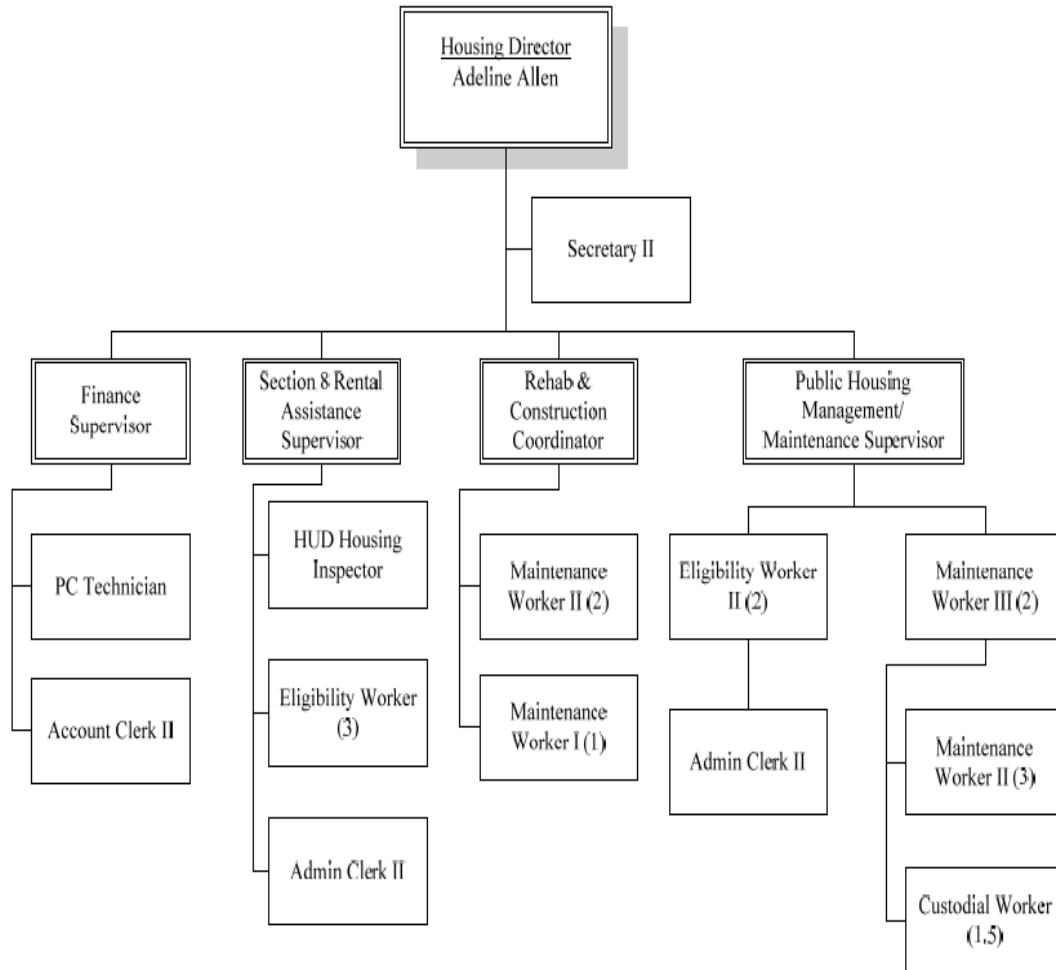 Housing Director
Adeline Allen
Secretary II
Finance
Supervisor
Section 8 Rental
Assistance
Supervisor
Rehab &
Construction
Coordinator
Public Housing
Management/
Maintenance Supervisor
PC Technician
Account Clerk II
HUD Housing
Inspector
Eligibility Worker
(3)
Admin Clerk II
Maintenance
Worker II (2)
Maintenance
Worker I (1)
Eligibility Worker
II (2)
Admin Clerk II
Maintenance
Worker III (2)
Maintenance
Worker II (3)
Custodial Worker
(1.5)